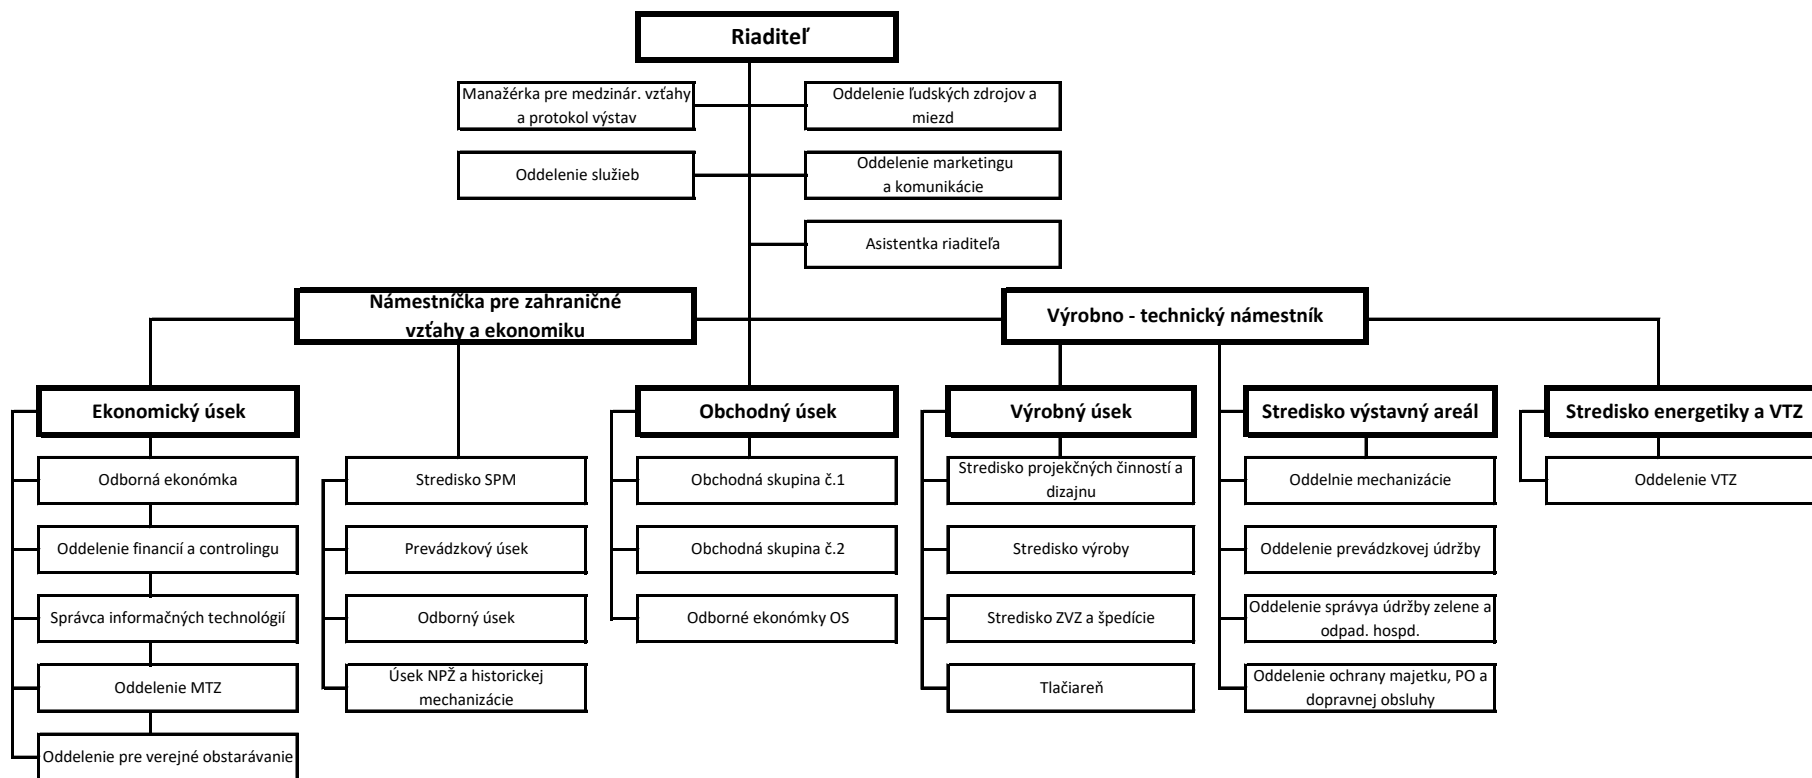 Riaditeľ
Manažérka pre medzinár. vzťahy
a protokol výstav
Oddelenie ľudských zdrojov a
miezd
Oddelenie služieb
Oddelenie marketingu
a komunikácie
Asistentka riaditeľa
Námestníčka pre zahraničné
vzťahy a ekonomiku
Výrobno - technický námestník
Ekonomický úsek
Obchodný úsek
Výrobný úsek
Stredisko výstavný areál
Stredisko energetiky a VTZ
Odborná ekonómka
Stredisko SPM
Obchodná skupina č.1
Stredisko projekčných činností a
dizajnu
Oddelnie mechanizácie
Oddelenie VTZ
Oddelenie financií a controlingu
Prevádzkový úsek
Obchodná skupina č.2
Stredisko výroby
Oddelenie prevádzkovej údržby
Správca informačných technológií
Odborný úsek
Odborné ekonómky OS
Stredisko ZVZ a špedície
Oddelenie správya údržby zelene a
odpad. hospd.
Oddelenie MTZ
Úsek NPŽ a historickej
mechanizácie
Tlačiareň
Oddelenie ochrany majetku, PO a
dopravnej obsluhy
Oddelenie pre verejné obstarávanie